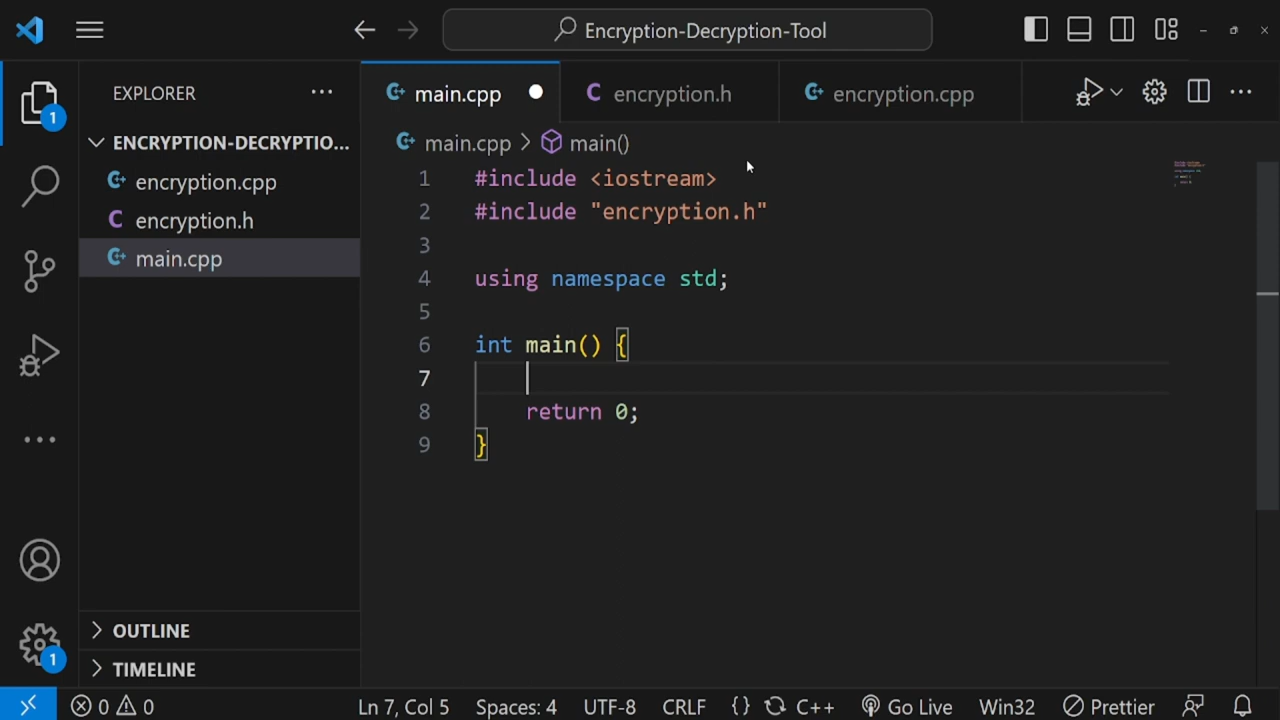 Encryption-Decryption-Tool
EXPLORER
ENCRYPTION-DECRYPTIO...
encryption.cpp
encryption.h
main.cpp
OUTLINE
TIMELINE
1
1
main.cpp
encryption.h
encryption.cpp
main.cpp > main()
1 #include <iostream>
2 #include "encryption.h"
3
4 using namespace std;
5
6 int main() {
7
8 return 0;
9 }
0 0 Ln 7, Col 5 Spaces: 4 UTF-8 CRLF {} C++ Go Live Win32 Prettier